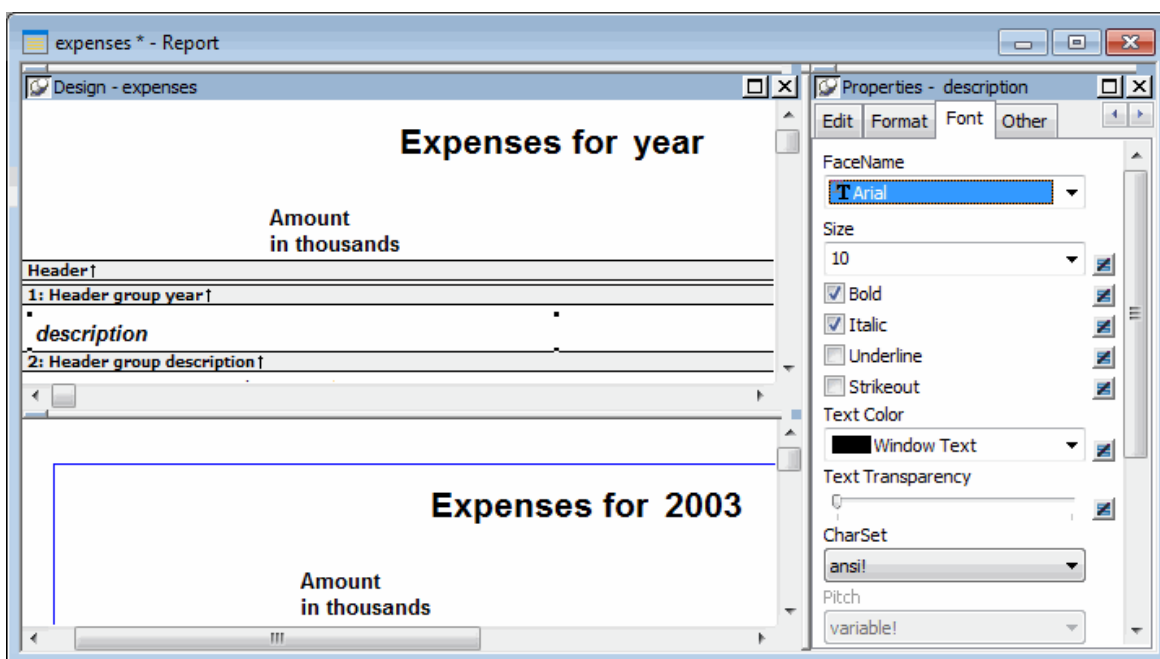 expenses * - Report
Design - expenses
Expenses for year
Amount
in thousands
Header↑
1: Header group year↑
description
2: Header group description↑
Expenses for 2003
Amount
in thousands
Properties - description
Edit Format Font Other
FaceName
T Arial
Size
10
Bold
Italic
Underline
Strikeout
Text Color
Window Text
Text Transparency
CharSet
ansi!
Pitch
variable!